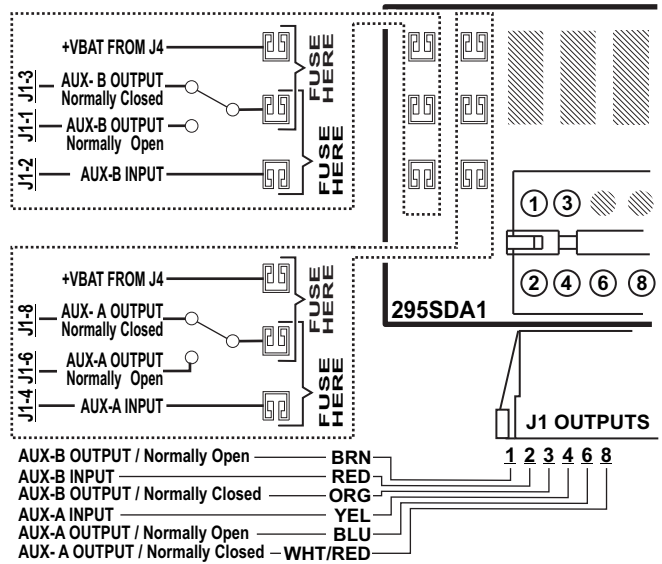 +VBAT FROM J4
J1-3
AUX- B OUTPUT
Normally Closed
J1-1
AUX-B OUTPUT
Normally Open
J1-2
AUX-B INPUT
FUSE
HERE
FUSE
HERE
1 3
2 4 6 8
295SDA1
+VBAT FROM J4
J1-8
AUX- A OUTPUT
Normally Closed
J1-6
AUX-A OUTPUT
Normally Open
J1-4
AUX-A INPUT
FUSE
HERE
FUSE
HERE
J1 OUTPUTS
1 2 3 4 6 8
AUX-B OUTPUT / Normally Open BRN
AUX-B INPUT RED
AUX-B OUTPUT / Normally Closed ORG
AUX-A INPUT YEL
AUX-A OUTPUT / Normally Open BLU
AUX- A OUTPUT / Normally Closed WHT/RED